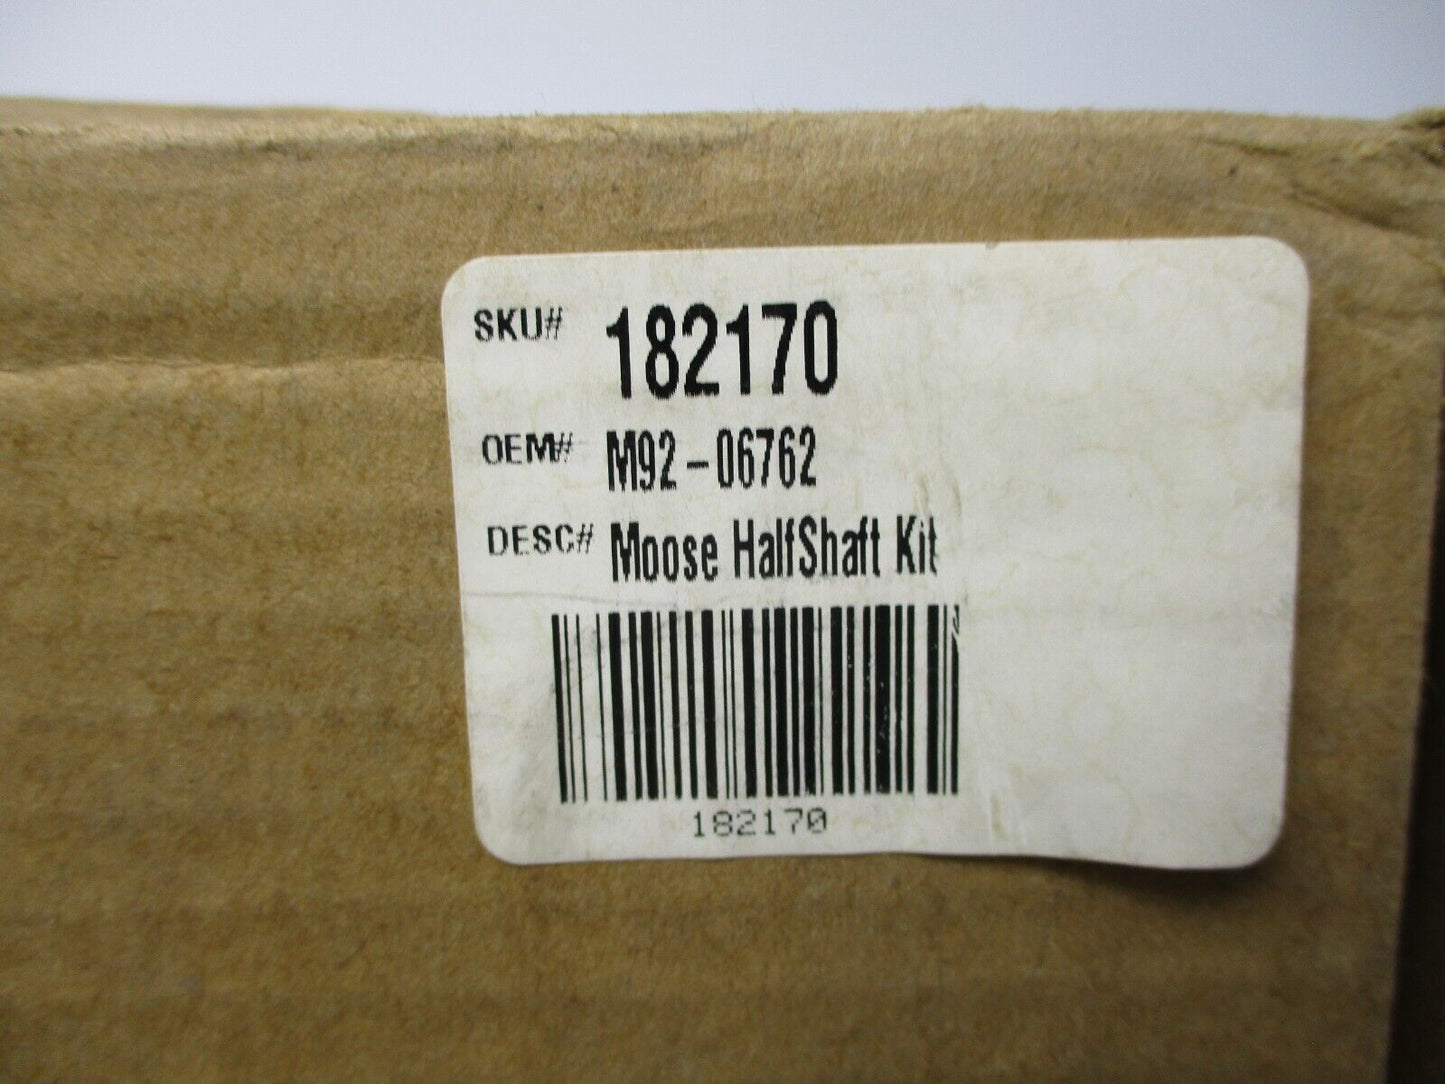 SKU# 182170
OEM# M92-06762
DESC# Moose HalfShaft Kit
182170